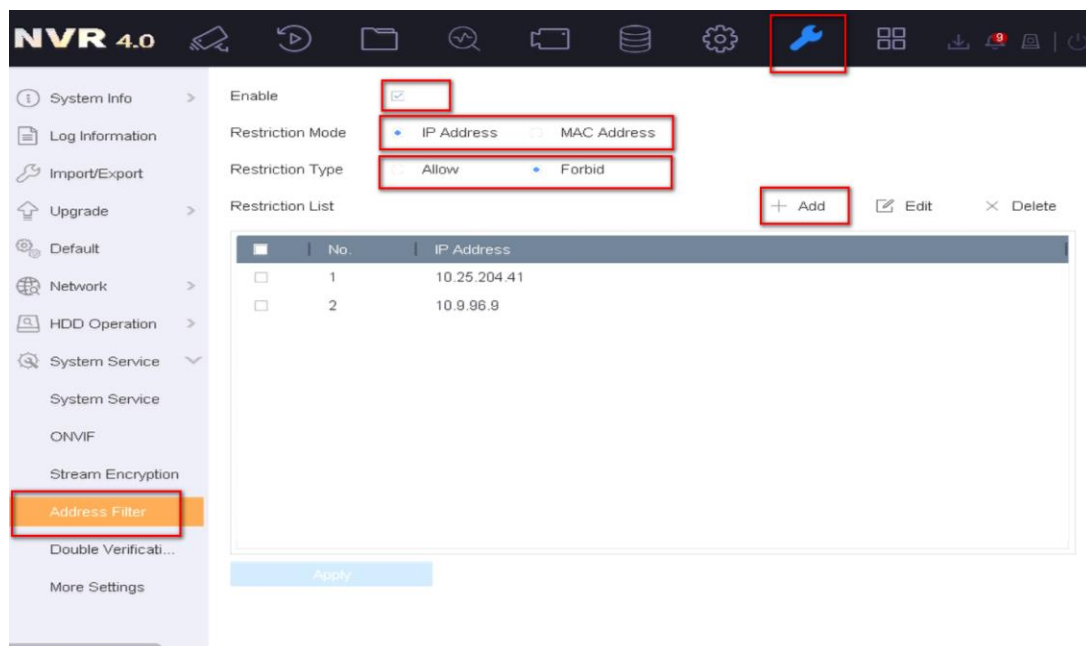 NVR 4.0
9
System Info
Log Information
Import/Export
Upgrade
Default
Network
HDD Operation
System Service
System Service
ONVIF
Stream Encryption
Address Filter
Double Verificati...
More Settings
Enable
Restriction Mode IP Address MAC Address
Restriction Type Allow Forbid
Restriction List Add Edit Delete
No. IP Address
1 10.25.204.41
2 10.9.96.9
Apply